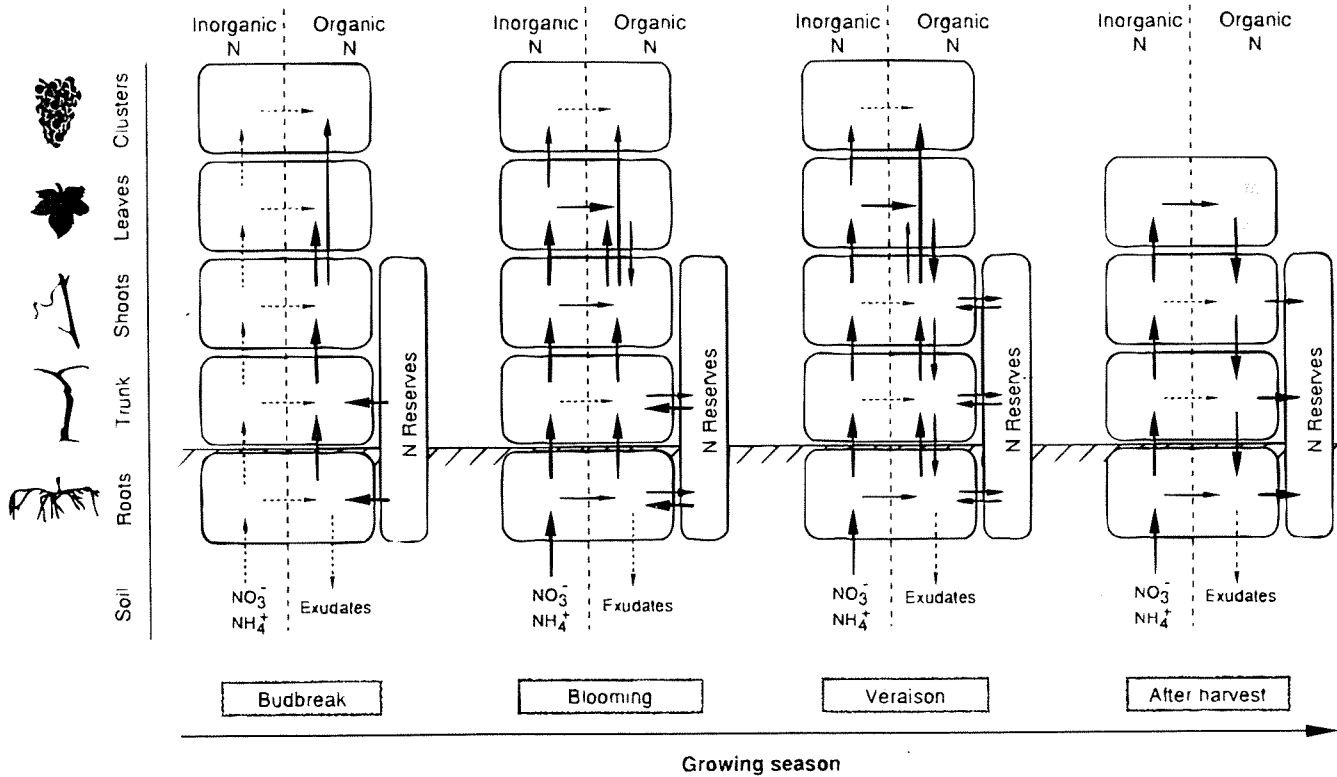 Inorganic Organic
N N
Inorganic Organic
N N
Inorganic Organic
N N
Inorganic Organic
N N
Clusters
Leaves
Shoots
Trunk
Roots
Soil
N Reserves
N Reserves
N Reserves
N Reserves
NO3- Exudates
NH4+
NO3- Exudates
NH4+
NO3- Exudates
NH4+
NO3- Exudates
NH4+
Budbreak
Blooming
Veraison
After harvest
Growing season